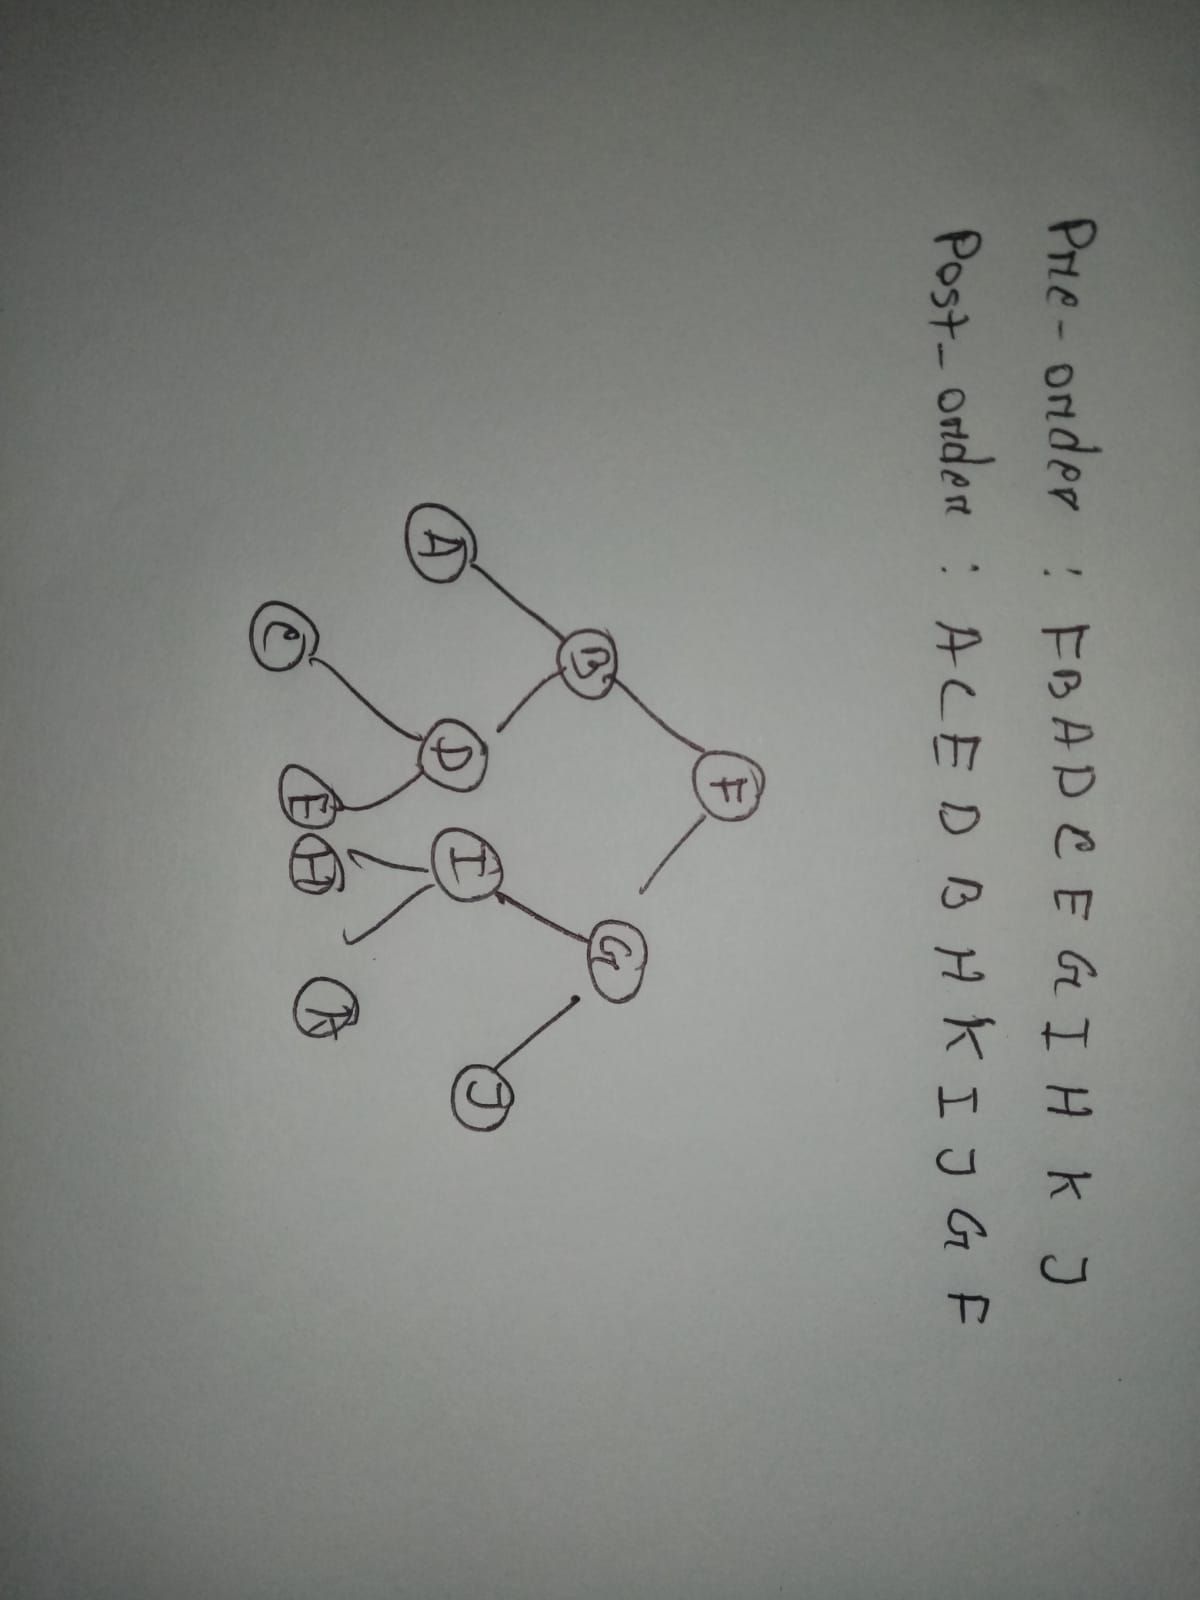 Pre-order : F B A D C E G I H K J
Post-order : A C E D B H K I J G F
F
B
G
A
D
I
J
C
E
H
K